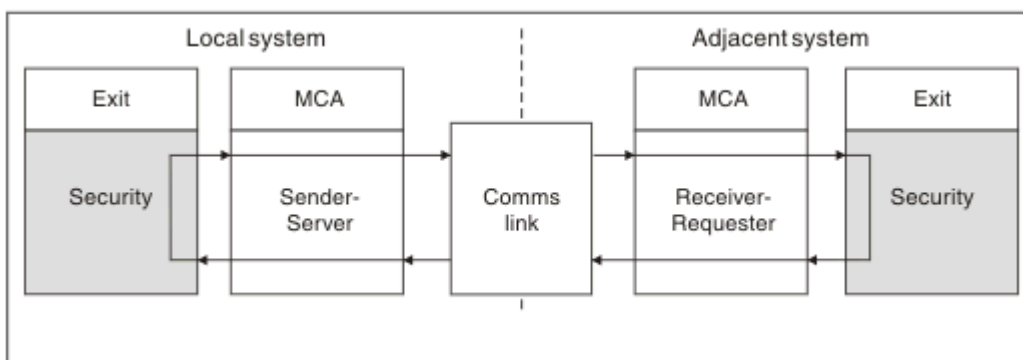 Local system
Adjacent system
Exit
MCA
MCA
Exit
Security
Sender-
Server
Comms
link
Receiver-
Requester
Security